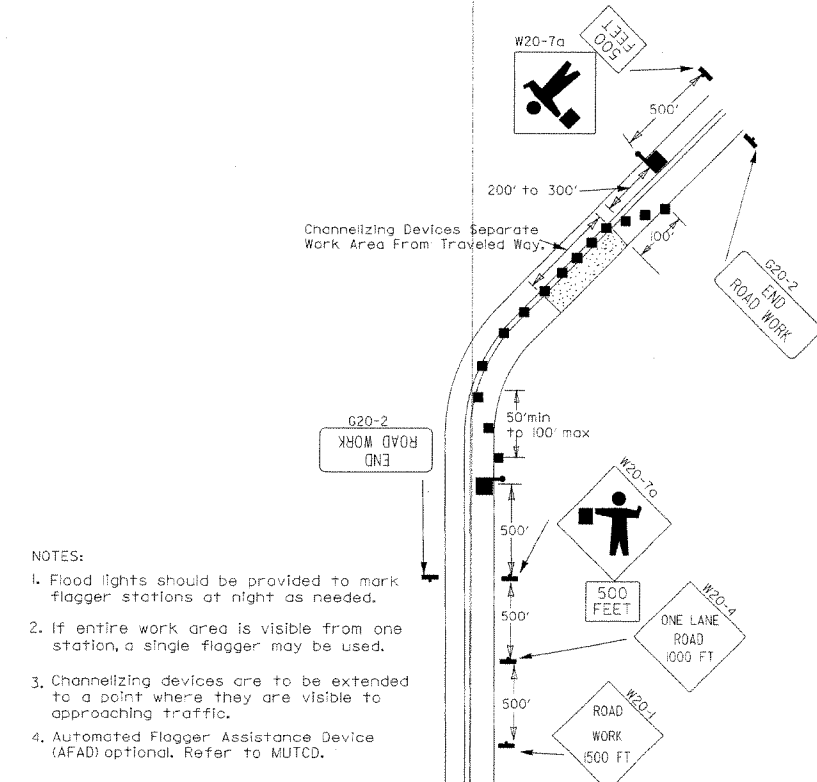 W20-7a
500
FEET
500'
200' to 300'
Channelizing Devices Separate
Work Area From Traveled Way.
100'
G20-2
END
ROAD WORK
50'min
to 100' max
G20-2
END
ROAD WORK
W20-7a
500'
500
FEET
500'
W20-4
ONE LANE
ROAD
1000 FT
500'
W20-1
ROAD
WORK
1500 FT
NOTES:
1. Flood lights should be provided to mark
flagger stations at night as needed.
2. If entire work area is visible from one
station, a single flagger may be used.
3. Channelizing devices are to be extended
to a point where they are visible to
approaching traffic.
4. Automated Flagger Assistance Device
(AFAD) optional. Refer to MUTCD.